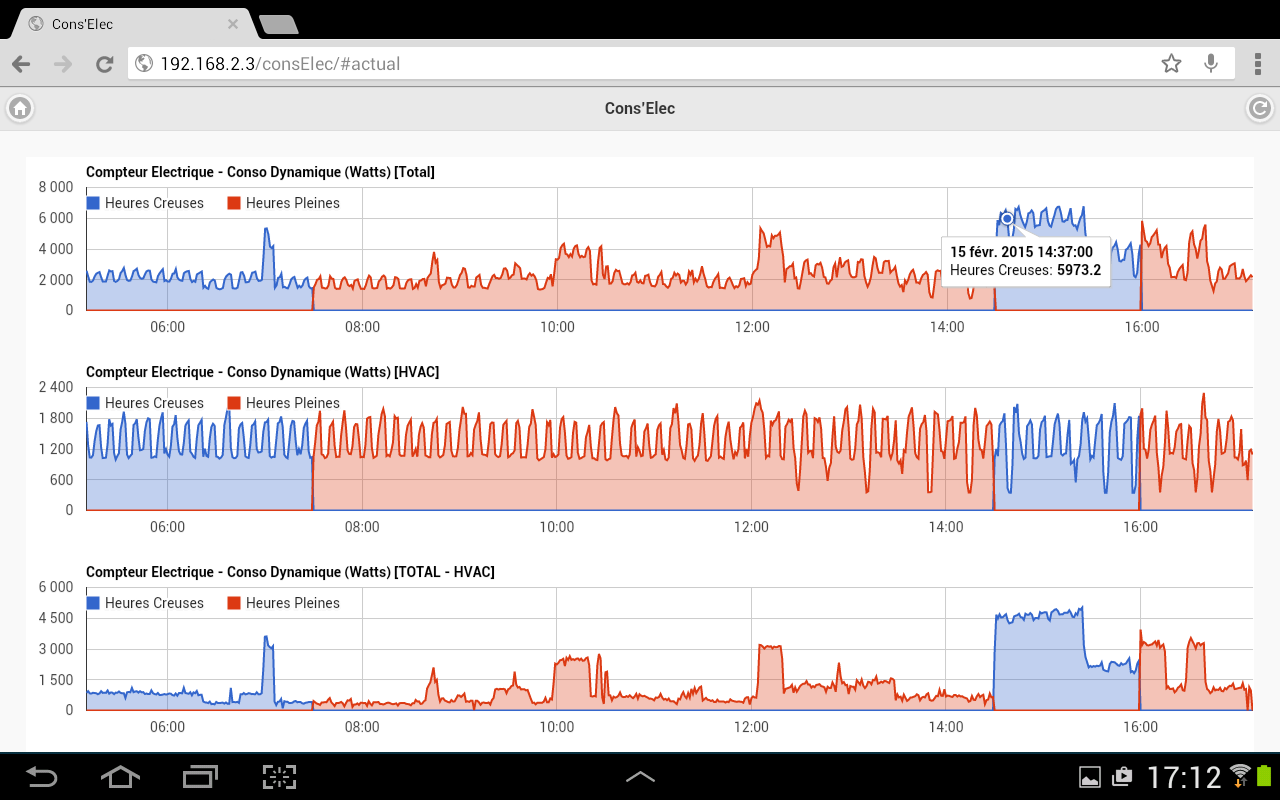 Cons'Elec
192.168.2.3/consElec/#actual
Cons'Elec
Compteur Electrique - Conso Dynamique (Watts) [Total]
8 000
Heures Creuses Heures Pleines
6 000
4 000
2 000
0
15 févr. 2015 14:37:00
Heures Creuses: 5973.2
06:00 08:00 10:00 12:00 14:00 16:00
Compteur Electrique - Conso Dynamique (Watts) [HVAC]
2 400
Heures Creuses Heures Pleines
1 800
1 200
600
0
06:00 08:00 10:00 12:00 14:00 16:00
Compteur Electrique - Conso Dynamique (Watts) [TOTAL - HVAC]
6 000
Heures Creuses Heures Pleines
4 500
3 000
1 500
0
06:00 08:00 10:00 12:00 14:00 16:00
17:12